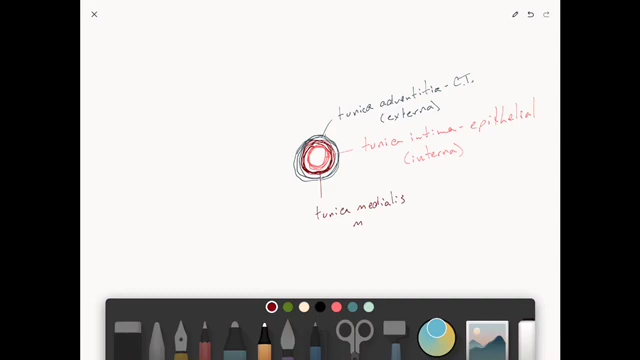 tunica adventitia - C.T.
(externa)
tunica intima - epithelial
(interna)
tunica medialis
m